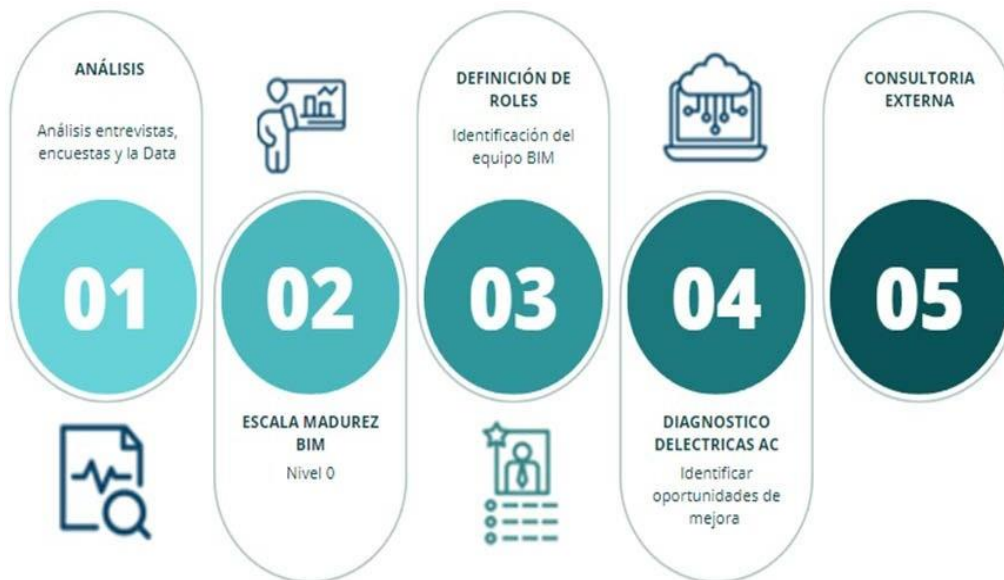 ANÁLISIS
Análisis entrevistas,
encuestas y la Data
01
02
ESCALA MADUREZ
BIM
Nivel 0
DEFINICIÓN DE
ROLES
Identificación del
equipo BIM
03
04
DIAGNOSTICO
DELECTRICAS AC
Identificar
oportunidades de
mejora
CONSULTORIA
EXTERNA
05